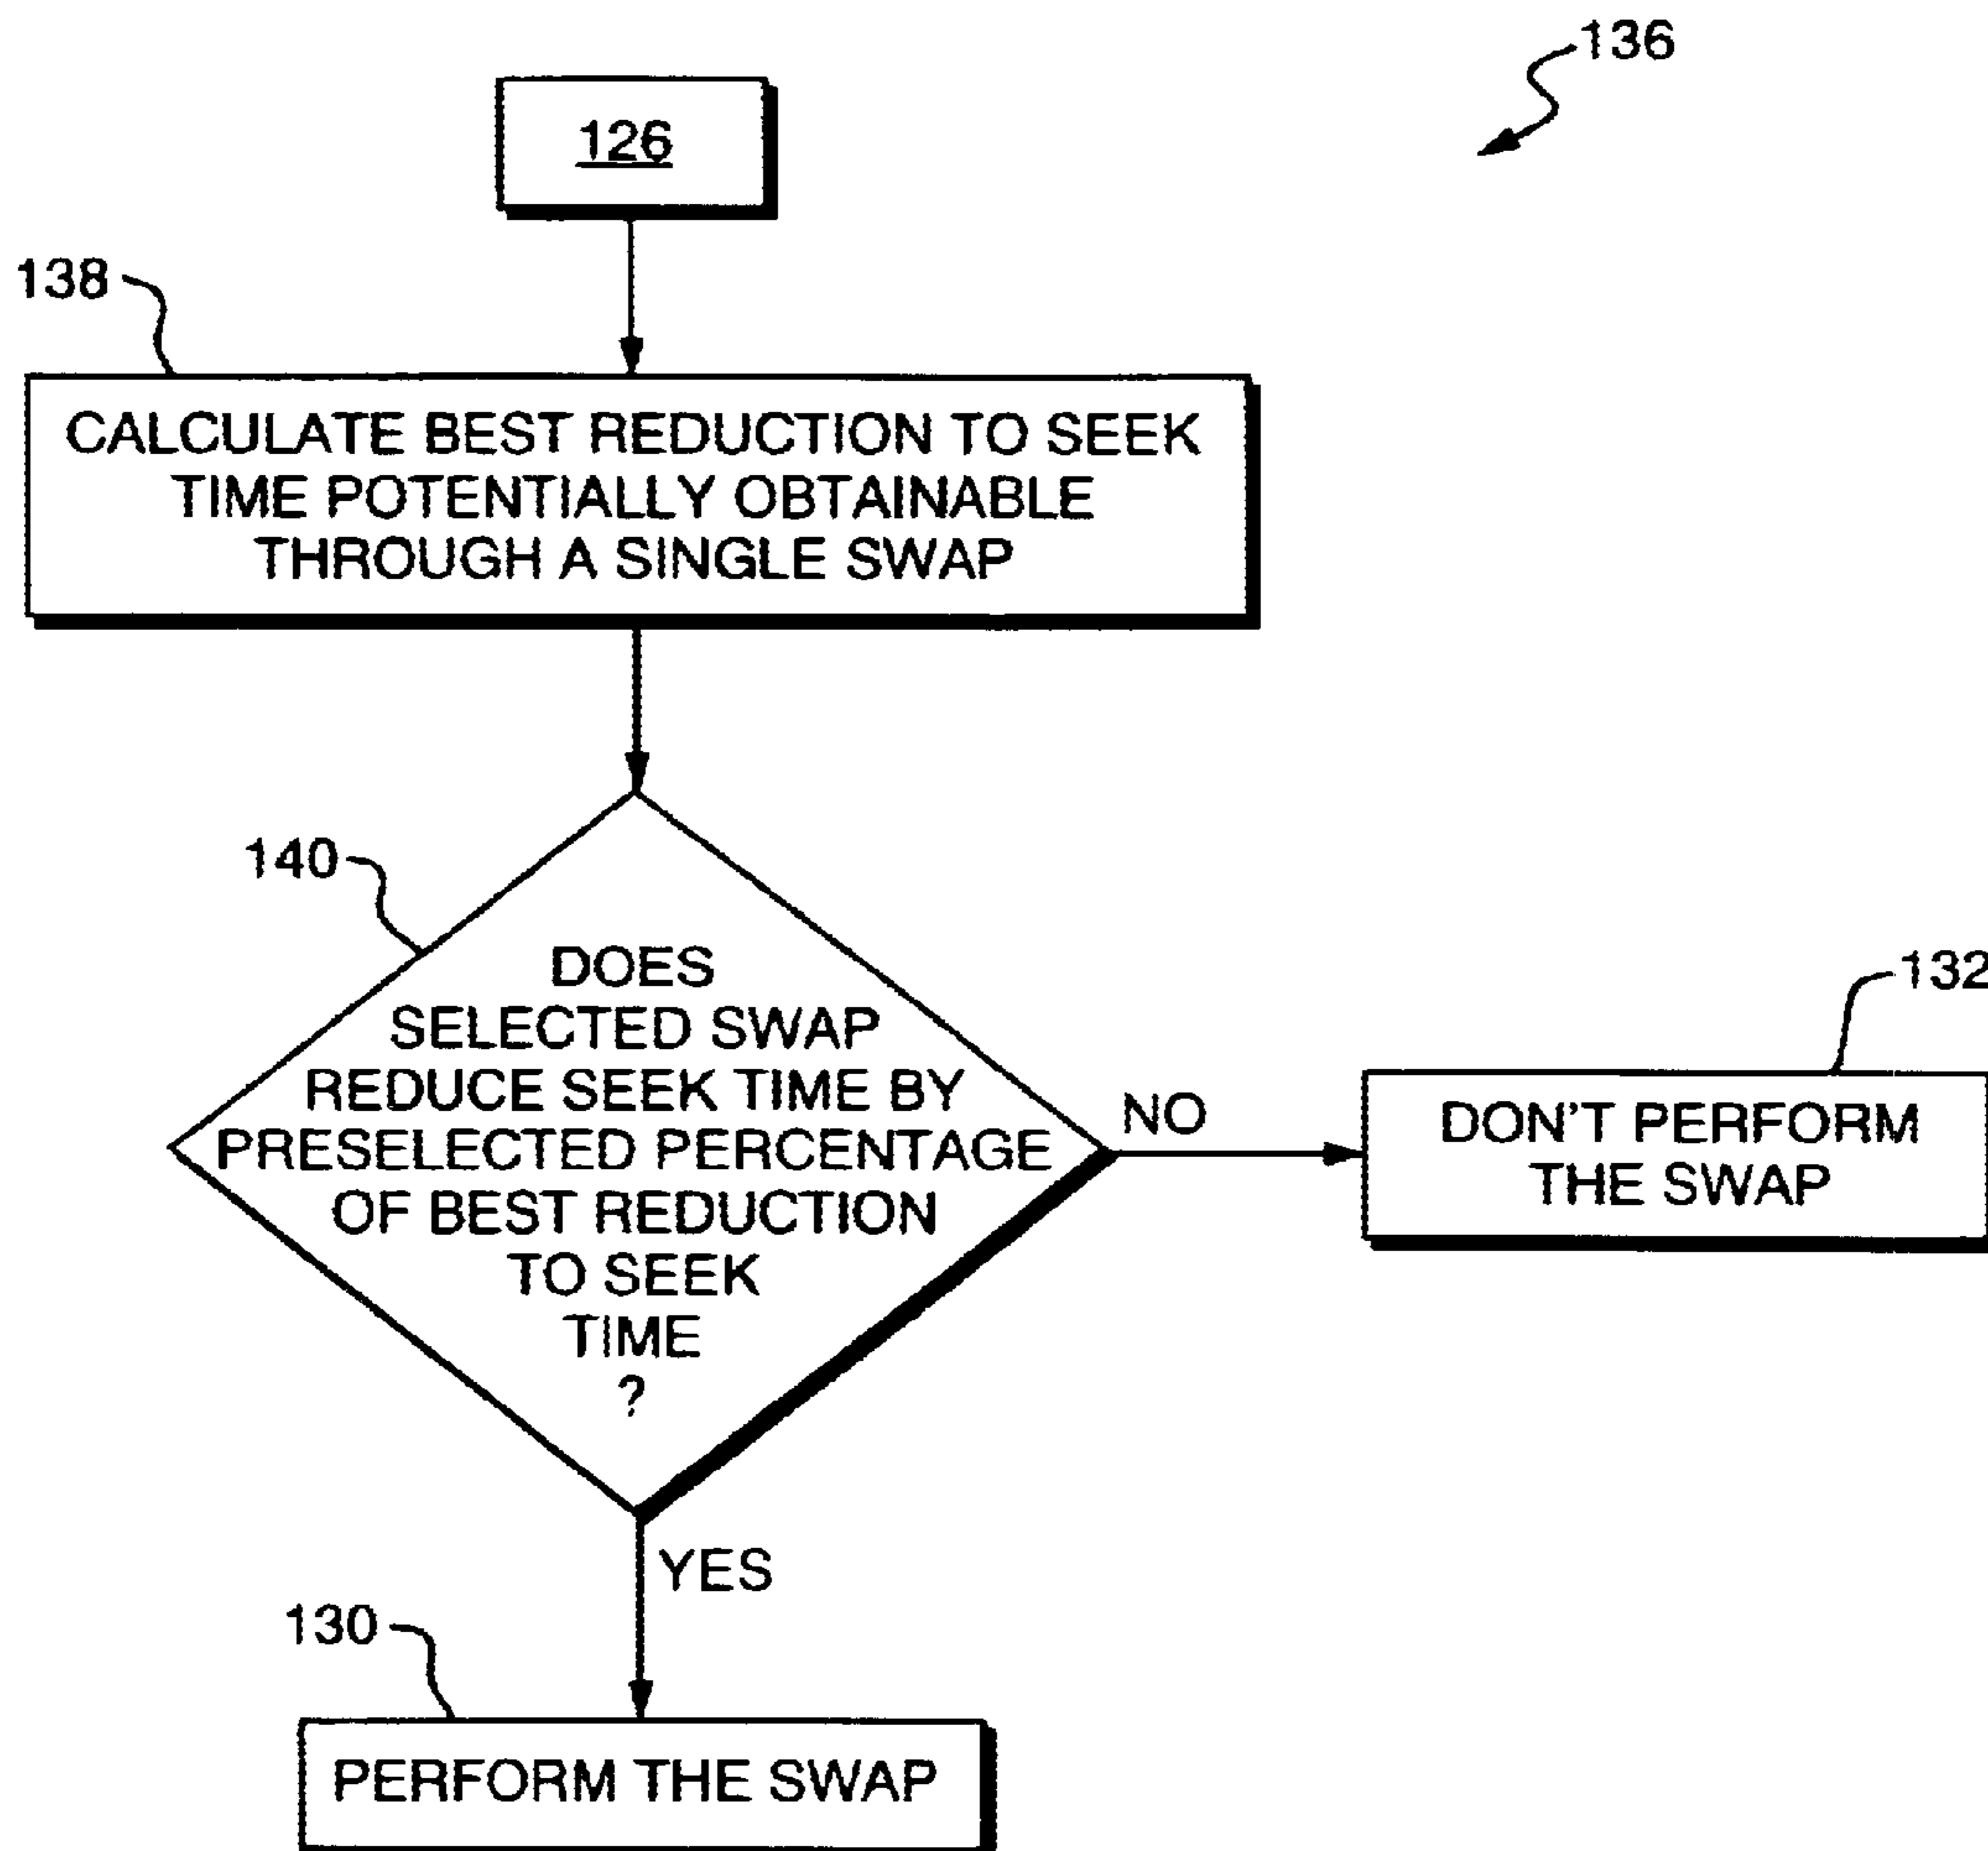 136
126
138
CALCULATE BEST REDUCTION TO SEEK
TIME POTENTIALLY OBTAINABLE
THROUGH A SINGLE SWAP
140
DOES
SELECTED SWAP
REDUCE SEEK TIME BY
PRESELECTED PERCENTAGE
OF BEST REDUCTION
TO SEEK
TIME
?
NO
132
DON'T PERFORM
THE SWAP
YES
130
PERFORM THE SWAP